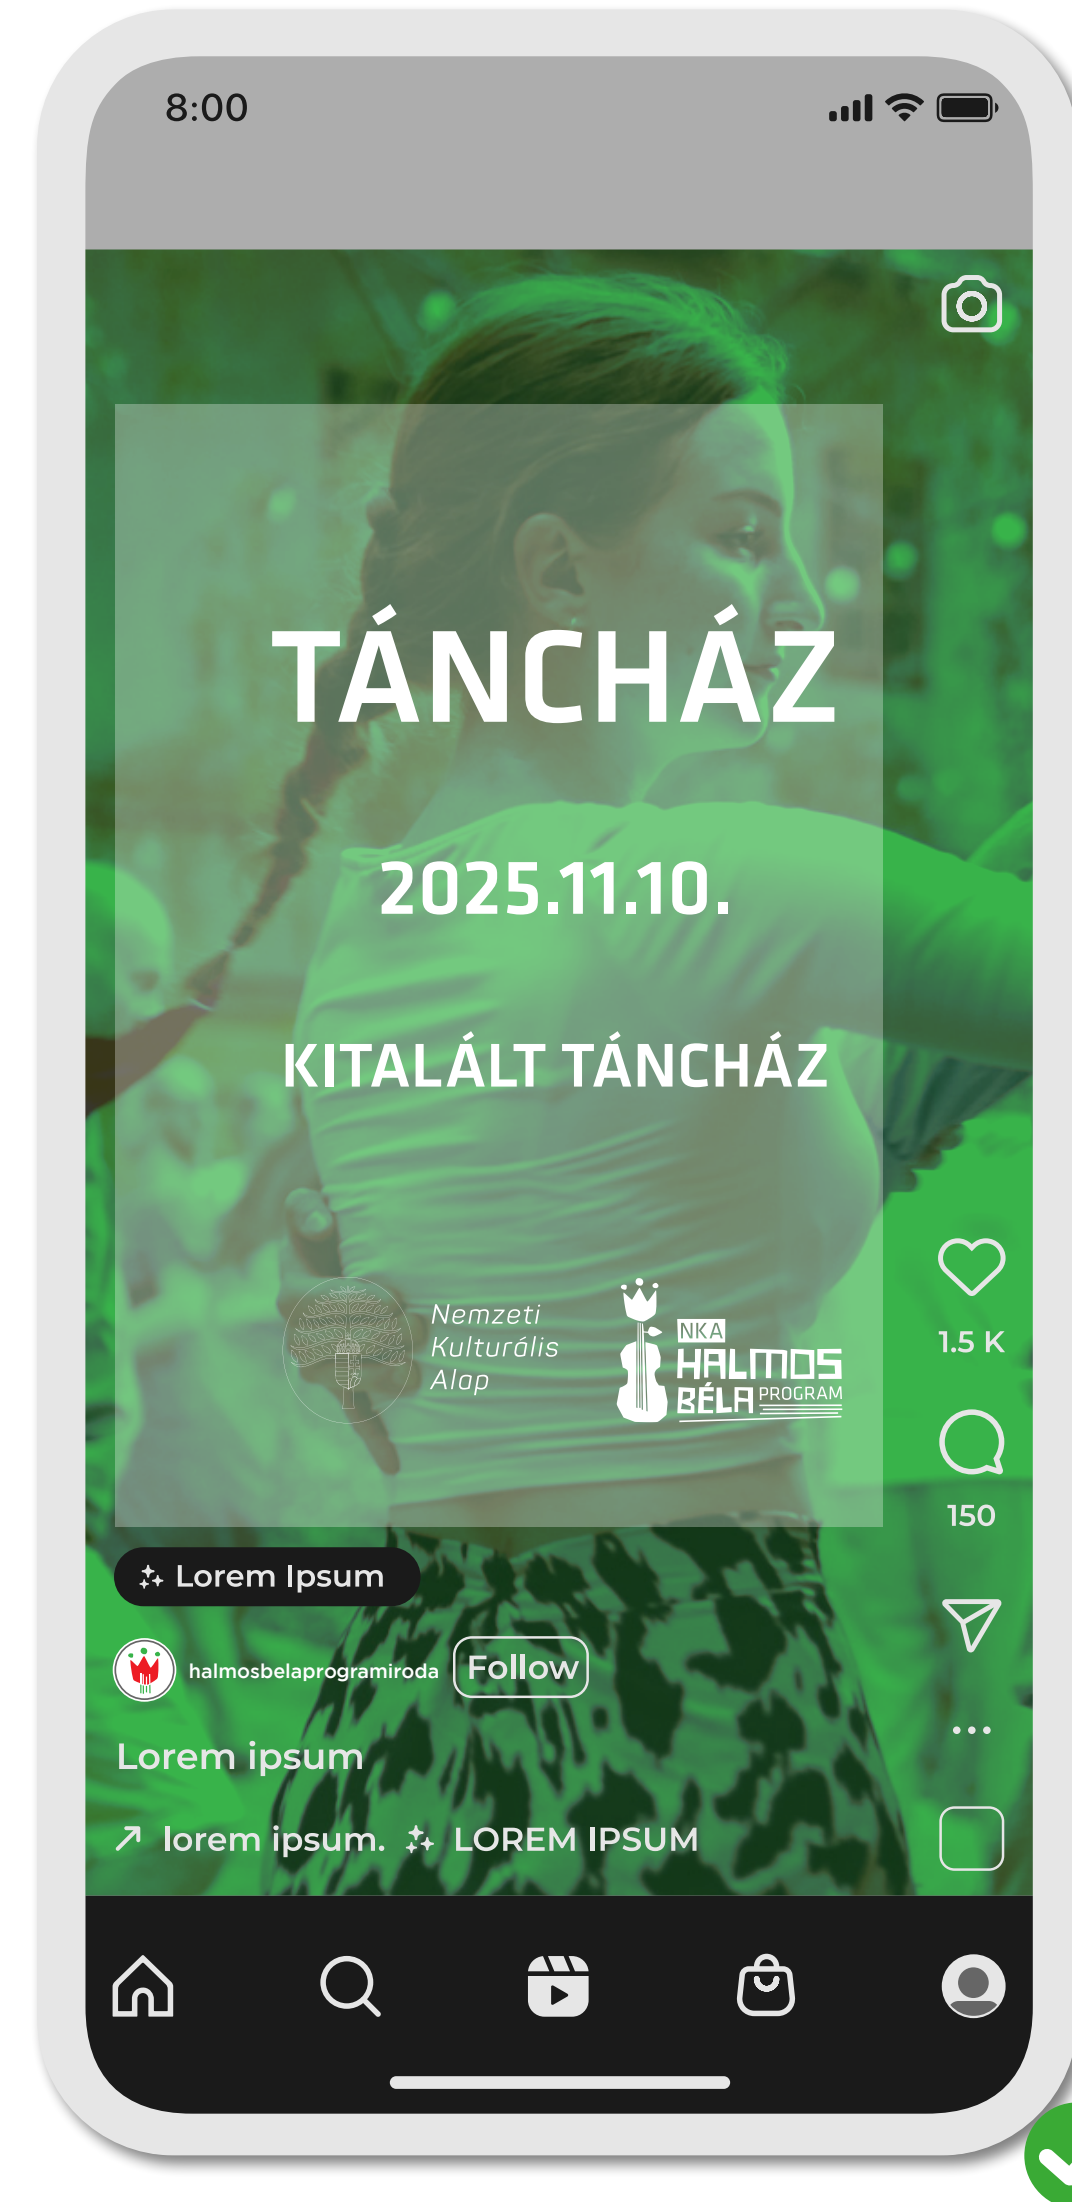 8:00
TÁNCHÁZ
2025.11.10.
KITALÁLT TÁNCHÁZ
Nemzeti
Kulturális
Alap
NKA
HALMOS
BÉLA PROGRAM
1.5 K
150
Lorem Ipsum
halmosbelaprogramiroda Follow
Lorem ipsum
lorem ipsum. LOREM IPSUM